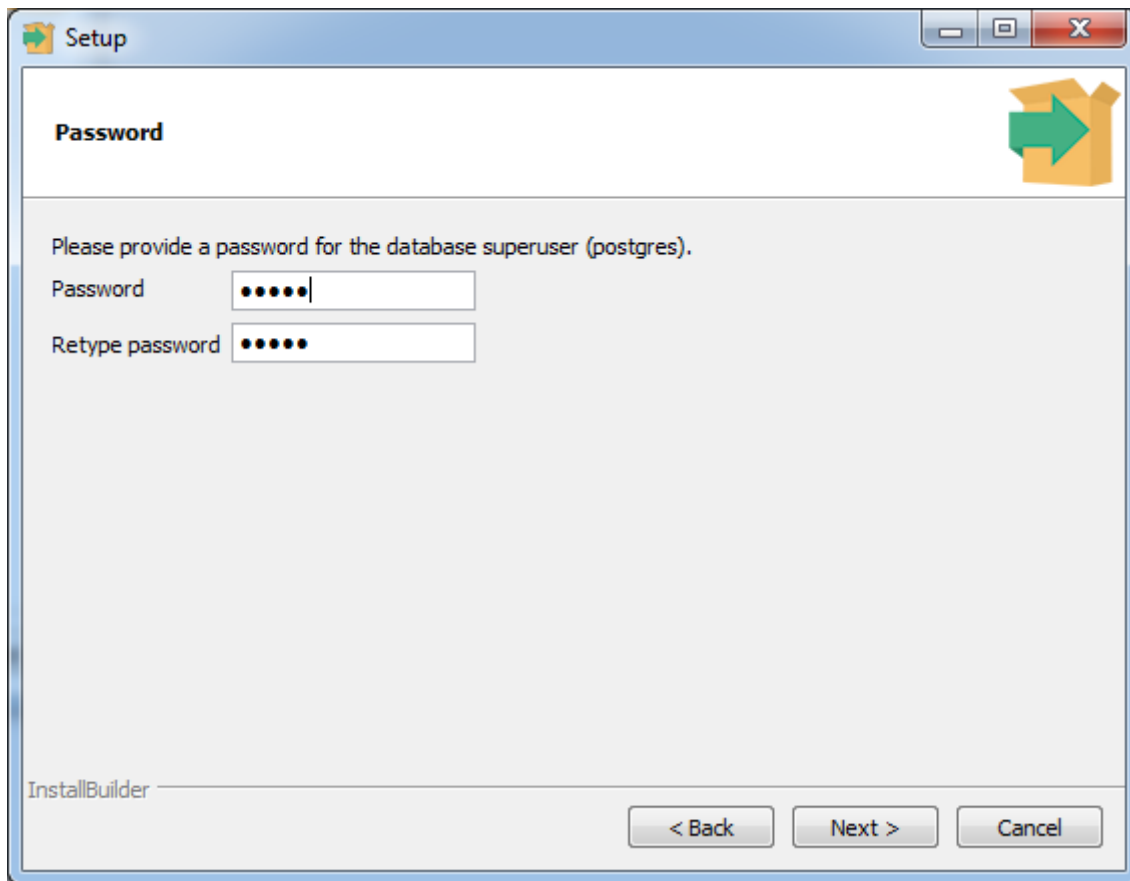 Setup
Password
Please provide a password for the database superuser (postgres).
Password •••••
Retype password •••••
InstallBuilder
< Back Next > Cancel